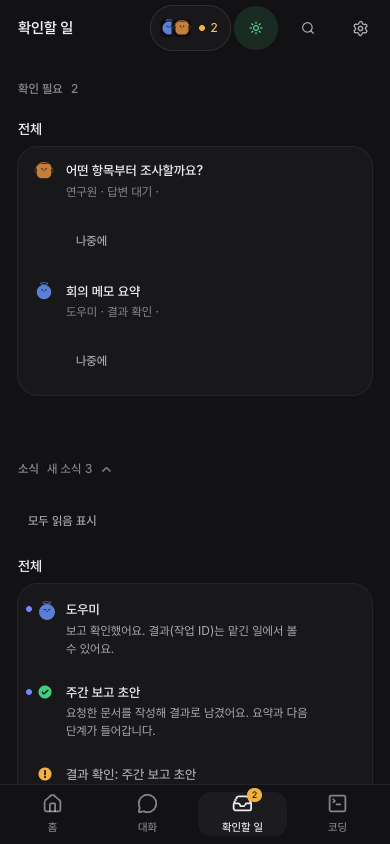 확인할 일
2
확인 필요 2
전체
어떤 항목부터 조사할까요?
연구원 · 답변 대기 ·
나중에
회의 메모 요약
도우미 · 결과 확인 ·
나중에
소식 새 소식 3
모두 읽음 표시
전체
도우미
보고 확인했어요. 결과(작업 ID)는 맡긴 일에서 볼
수 있어요.
주간 보고 초안
요청한 문서를 작성해 결과로 남겼어요. 요약과 다음
단계가 들어갑니다.
결과 확인: 주간 보고 초안
2
홈 대화 확인할 일 코딩